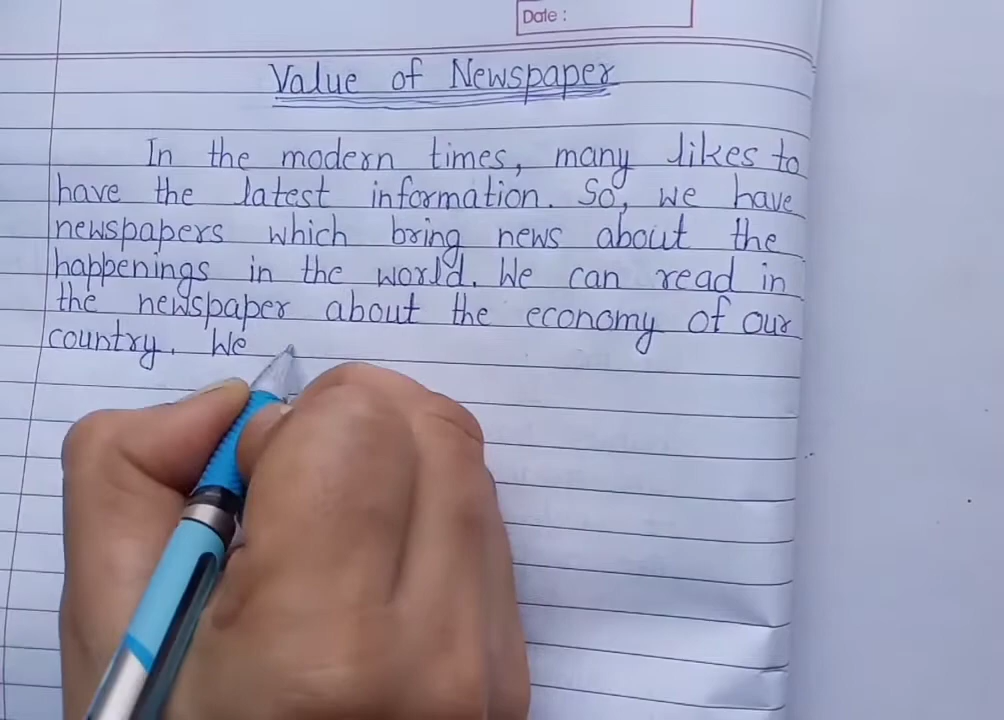 Date :
Value of Newspaper
In the modern times, many likes to
have the latest information. So, we have
newspapers which bring news about the
happenings in the world. We can read in
the newspaper about the economy of our
country. We